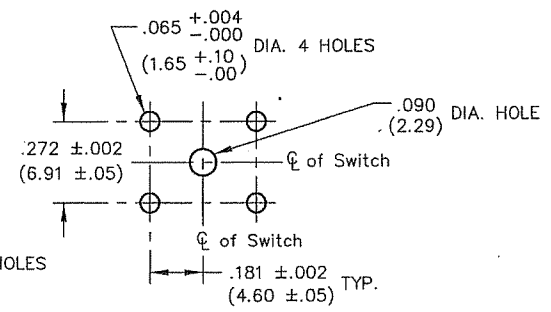 .065 +.004 -.000 DIA. 4 HOLES
(1.65 +.10 -.00)
.090 DIA. HOLE
(2.29)
.272 ±.002
(6.91 ±.05)
℄ of Switch
℄ of Switch
HOLES
.181 ±.002 TYP.
(4.60 ±.05)